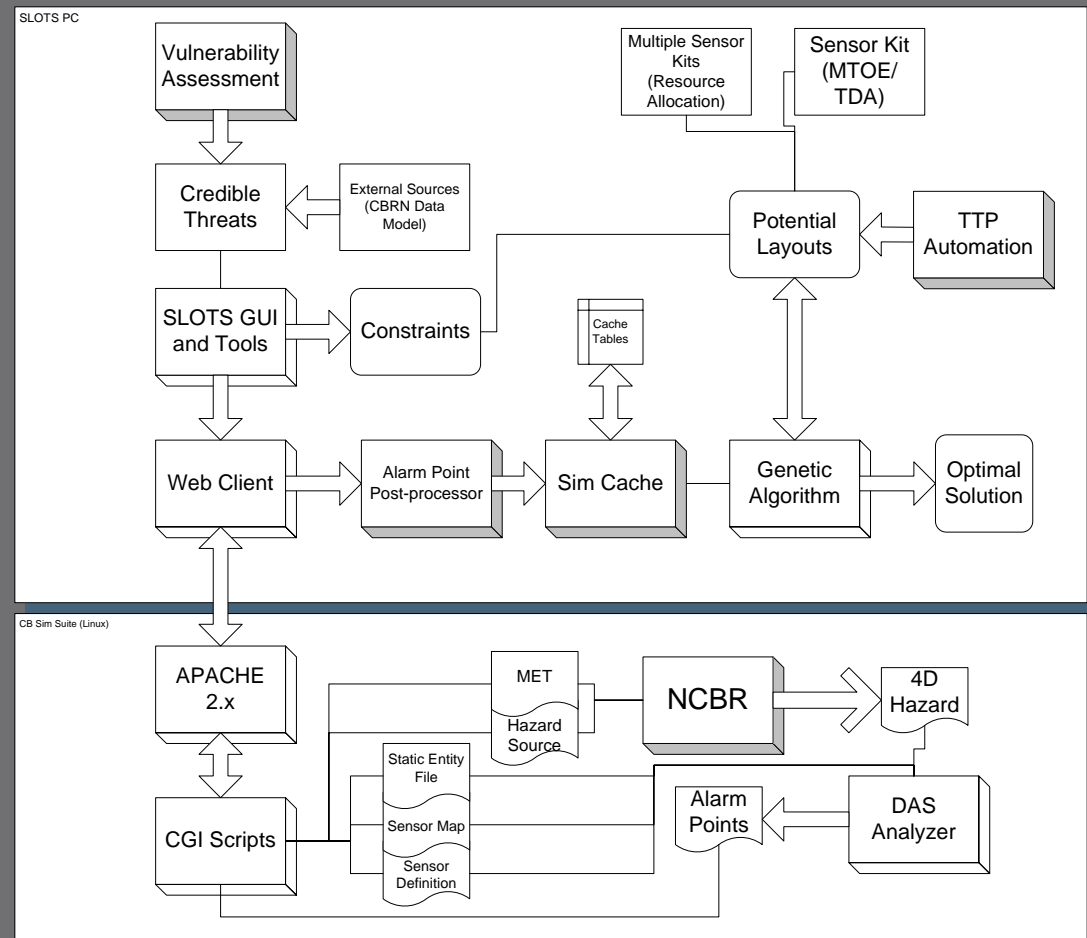 SLOTS PC
Vulnerability
Assessment
Multiple Sensor
Kits
(Resource
Allocation)
Sensor Kit
(MTOE/
TDA)
Credible
Threats
External Sources
(CBRN Data
Model)
Potential
Layouts
TTP
Automation
SLOTS GUI
and Tools
Constraints
Cache
Tables
Web Client
Alarm Point
Post-processor
Sim Cache
Genetic
Algorithm
Optimal
Solution
CB Sim Suite (Linux)
APACHE
2.x
MET
Hazard
Source
NCBR
4D
Hazard
Static Entity
File
Sensor Map
Sensor
Definition
Alarm
Points
DAS
Analyzer
CGI Scripts